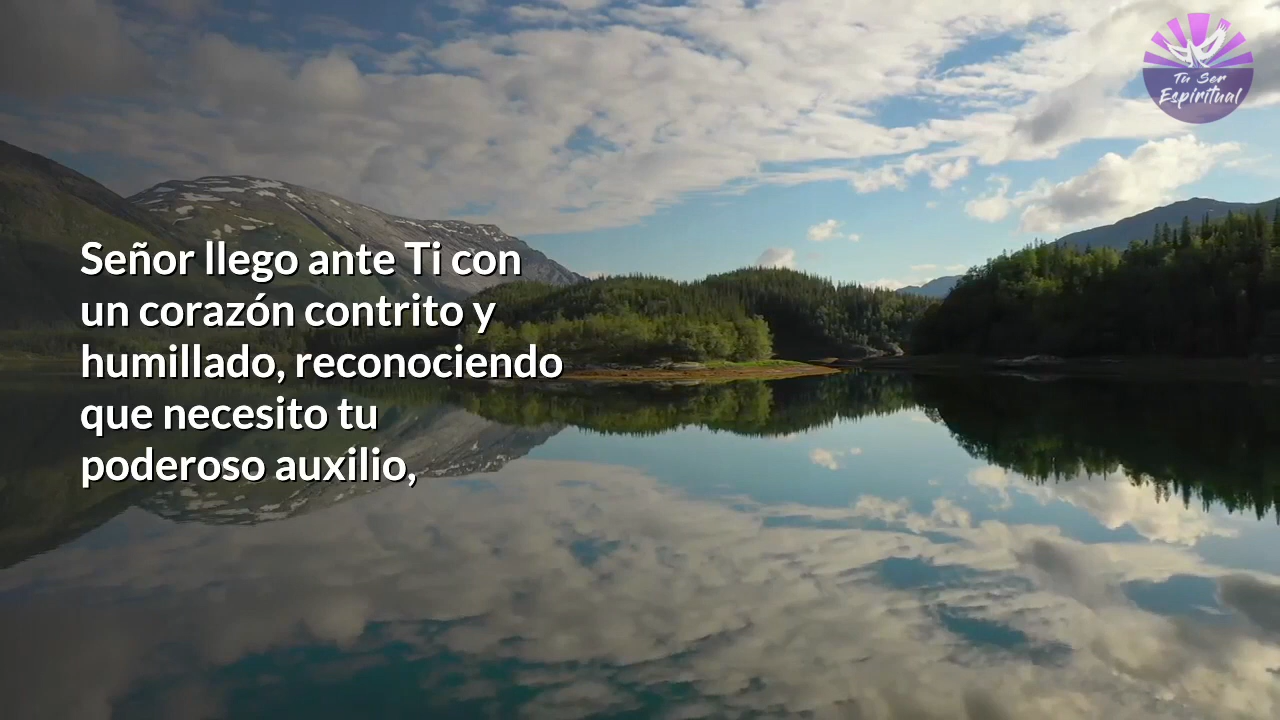 Señor llego ante Ti con
un corazón contrito y
humillado, reconociendo
que necesito tu
poderoso auxilio,
Tu Ser
Espiritual